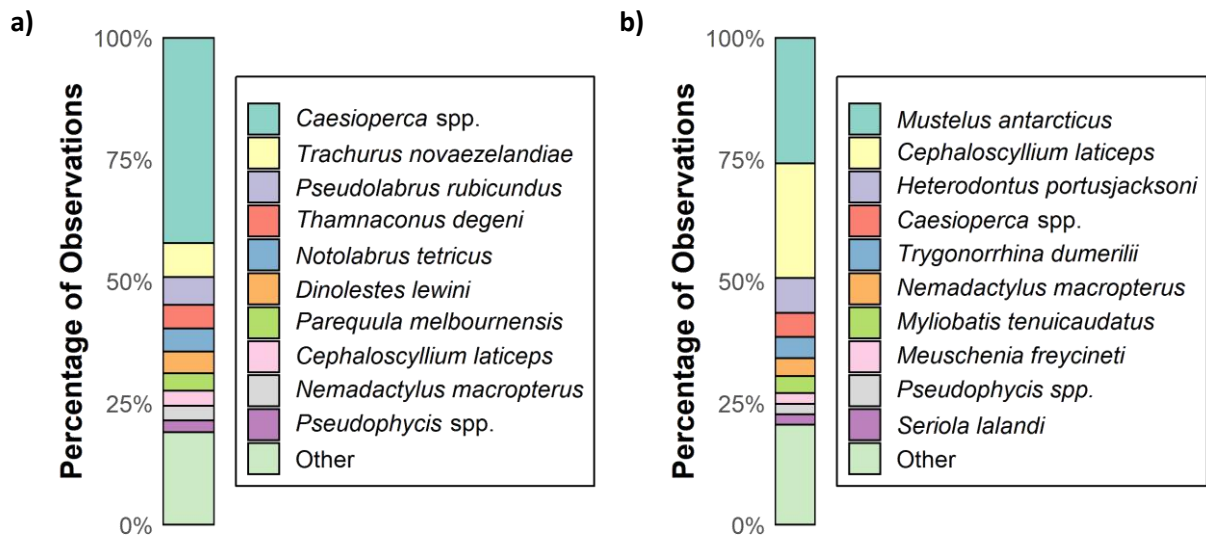 a)
Percentage of Observations
100%
75%
50%
25%
0%
Caesioperca spp.
Trachurus novaezelandiae
Pseudolabrus rubicundus
Thamnaconus degeni
Notolabrus tetricus
Dinolestes lewini
Parequula melbournensis
Cephaloscyllium laticeps
Nemadactylus macropterus
Pseudophycis spp.
Other
b)
Percentage of Observations
100%
75%
50%
25%
0%
Mustelus antarcticus
Cephaloscyllium laticeps
Heterodontus portusjacksoni
Caesioperca spp.
Trygonorrhina dumerilii
Nemadactylus macropterus
Myliobatis tenuicaudatus
Meuschenia freycineti
Pseudophycis spp.
Seriola lalandi
Other